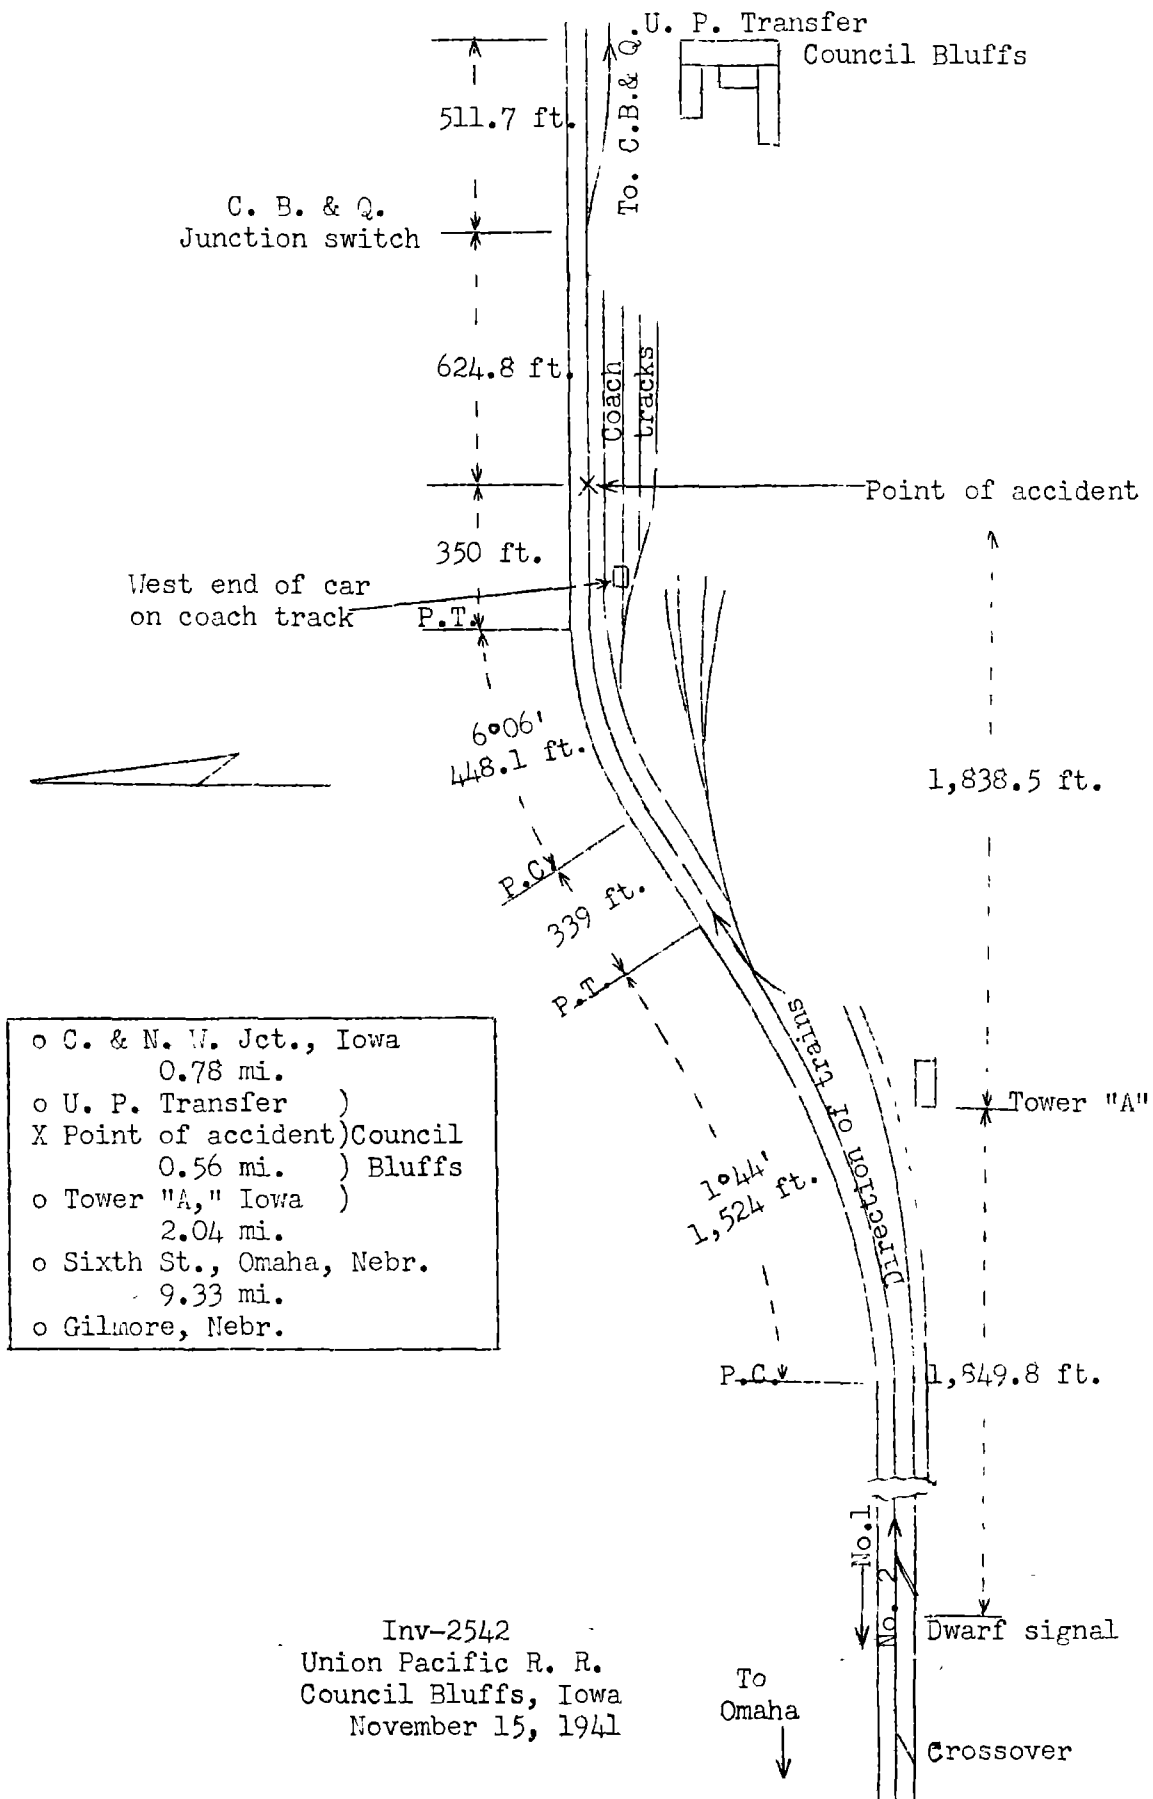 U. P. Transfer
Council Bluffs
To. C.B.& Q.
511.7 ft.
C. B. & Q.
Junction switch
624.8 ft.
Coach
tracks
Point of accident
350 ft.
West end of car
on coach track
P.T.
6°06'
448.1 ft.
1,838.5 ft.
P.C.
339 ft.
P.T.
Direction of trains
o C. & N. W. Jct., Iowa
0.78 mi.
o U. P. Transfer )
X Point of accident)Council
0.56 mi. ) Bluffs
o Tower "A," Iowa )
2.04 mi.
o Sixth St., Omaha, Nebr.
9.33 mi.
o Gilmore, Nebr.
Tower "A"
1°44'
1,524 ft.
P.C.
1,849.8 ft.
No.1
No. 2
Dwarf signal
Inv-2542
Union Pacific R. R.
Council Bluffs, Iowa
November 15, 1941
To
Omaha
Crossover